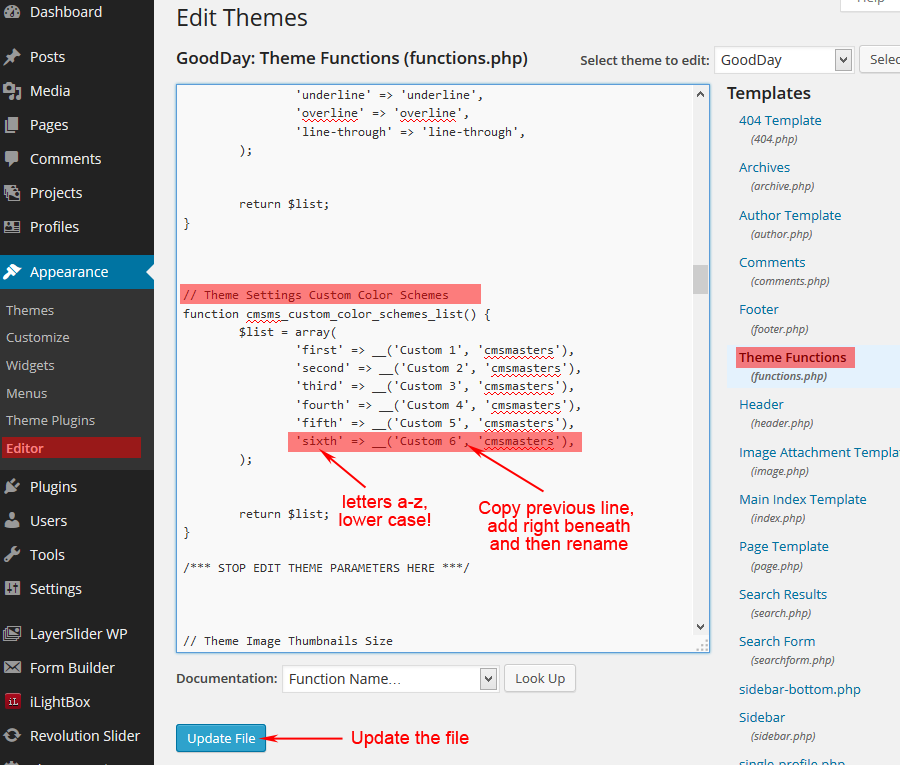 Dashboard
Posts
Media
Pages
Comments
Projects
Profiles
Appearance
Themes
Customize
Widgets
Menus
Theme Plugins
Editor
Plugins
Users
Tools
Settings
LayerSlider WP
Form Builder
iL
iLightBox
Revolution Slider
Help
Edit Themes
GoodDay: Theme Functions (functions.php)
Select theme to edit:
GoodDay
Selec
'underline' => 'underline',
'overline' => 'overline',
'line-through' => 'line-through',
);
return $list;
}
// Theme Settings Custom Color Schemes
function cmsms_custom_color_schemes_list() {
$list = array(
'first' => __('Custom 1', 'cmsmasters'),
'second' => __('Custom 2', 'cmsmasters'),
'third' => __('Custom 3', 'cmsmasters'),
'fourth' => __('Custom 4', 'cmsmasters'),
'fifth' => __('Custom 5', 'cmsmasters'),
'sixth' => __('Custom 6', 'cmsmasters'),
);
letters a-z,
lower case!
Copy previous line,
add right beneath
and then rename
return $list;
}
/*** STOP EDIT THEME PARAMETERS HERE ***/
// Theme Image Thumbnails Size
Documentation:
Function Name...
Look Up
Update File
Update the file
Templates
404 Template
(404.php)
Archives
(archive.php)
Author Template
(author.php)
Comments
(comments.php)
Footer
(footer.php)
Theme Functions
(functions.php)
Header
(header.php)
Image Attachment Templa
(image.php)
Main Index Template
(index.php)
Page Template
(page.php)
Search Results
(search.php)
Search Form
(searchform.php)
sidebar-bottom.php
Sidebar
(sidebar.php)
single-profile.php